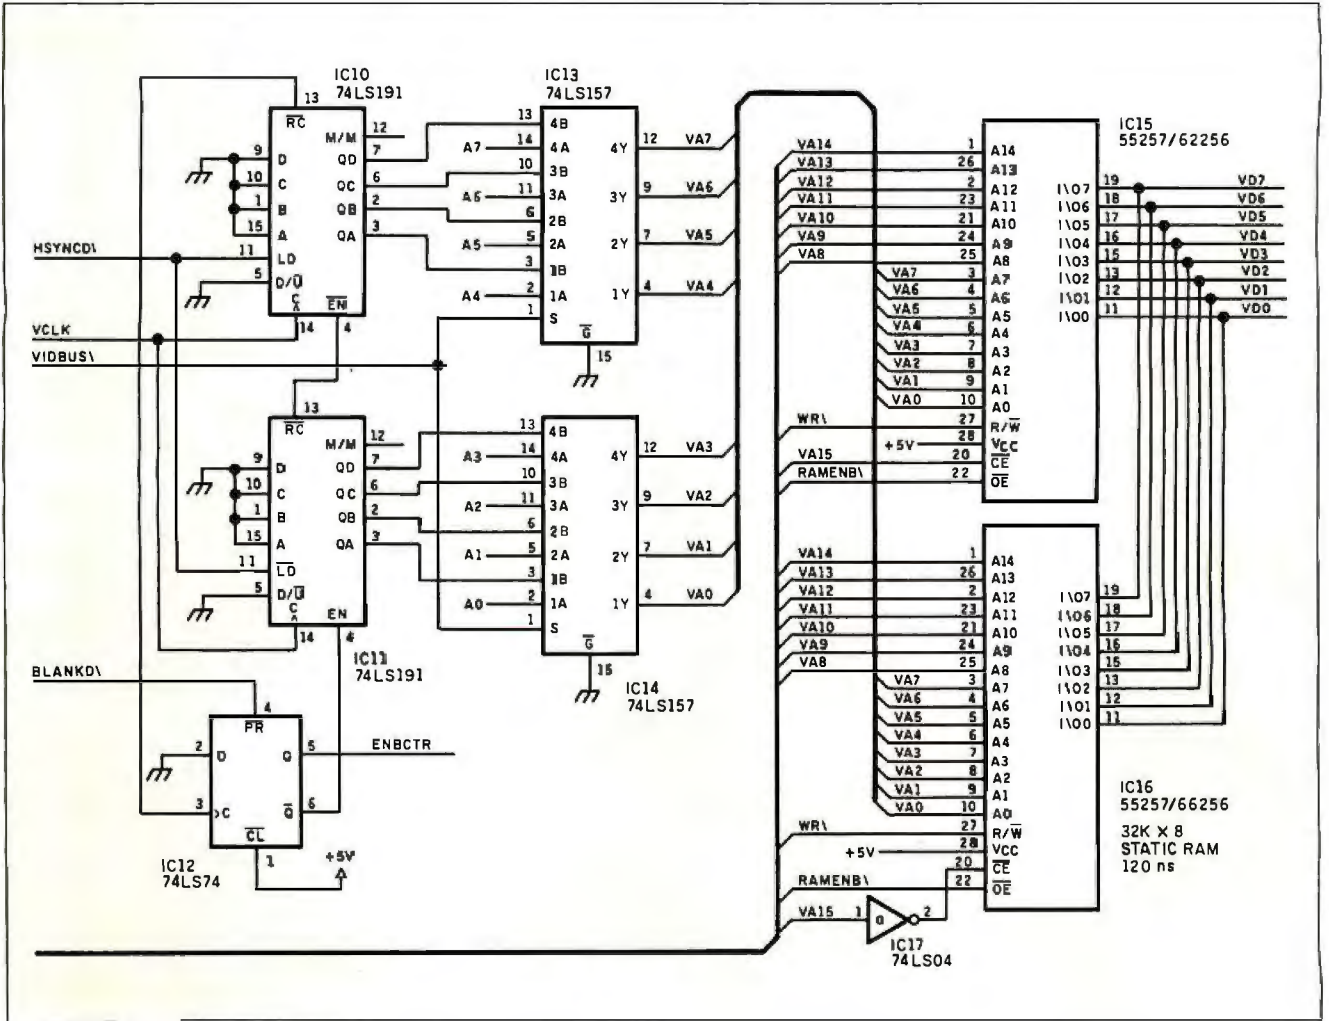 IC10
74LS191
13
RC
M/M 12
9 D QD 7
10 C QC 6
1 B QB 2
15 A QA 3
HSYNCD\ 11 LD
5 D/U
C
A
EN
14 4
VCLK
VIDBUS\
IC13
74LS157
13 4B
A7 14 4A 4Y 12 VA7
10 3B
A6 11 3A 3Y 9 VA6
6 2B
A5 5 2A 2Y 7 VA5
3 1B
A4 2 1A 1Y 4 VA4
1 S
G
15
13
RC
M/M 12
9 D QD 7
10 C QC 6
1 B QB 2
15 A QA 3
11 LD
5 D/U
C
A
EN
14 4
IC11
74LS191
13 4B
A3 14 4A 4Y 12 VA3
10 3B
A2 11 3A 3Y 9 VA2
6 2B
A1 5 2A 2Y 7 VA1
3 1B
A0 2 1A 1Y 4 VA0
1 S
G
15
IC14
74LS157
BLANKD\
4
PR
2 D Q 5 ENBCTR
3 C Q 6
CL
1
+5V
IC12
74LS74
IC15
55257/62256
VA14 1 A14
VA13 26 A13
VA12 2 A12 I\O7 19 VD7
VA11 23 A11 I\O6 18 VD6
VA10 21 A10 I\O5 17 VD5
VA9 24 A9 I\O4 16 VD4
VA8 25 A8 I\O3 15 VD3
VA7 3 A7 I\O2 13 VD2
VA6 4 A6 I\O1 12 VD1
VA5 5 A5 I\O0 11 VD0
VA4 6 A4
VA3 7 A3
VA2 8 A2
VA1 9 A1
VA0 10 A0
WR\ 27 R/W
+5V 28 VCC
VA15 20 CE
RAMENB\ 22 OE
VA14 1 A14
VA13 26 A13
VA12 2 A12 I\O7 19
VA11 23 A11 I\O6 18
VA10 21 A10 I\O5 17
VA9 24 A9 I\O4 16
VA8 25 A8 I\O3 15
VA7 3 A7 I\O2 13
VA6 4 A6 I\O1 12
VA5 5 A5 I\O0 11
VA4 6 A4
VA3 7 A3
VA2 8 A2
VA1 9 A1
VA0 10 A0
WR\ 27 R/W
+5V 28 VCC
20 CE
RAMENB\ 22 OE
VA15 1 a 2
IC17
74LS04
IC16
55257/66256
32K X 8
STATIC RAM
120 ns